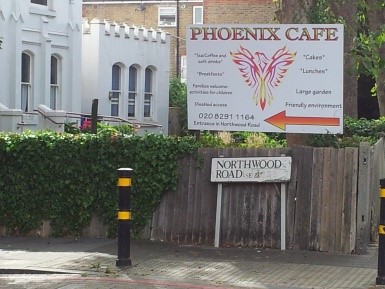 PHOENIX CAFE
"Tea/Coffee and
soft drinks"
"Breakfasts"
Families welcome
activities for children
Disabled access
020 8291 1164
Entrance in Northwood Road
"Cakes"
"Lunches"
Large garden
Friendly environment
NORTHWOOD
ROAD